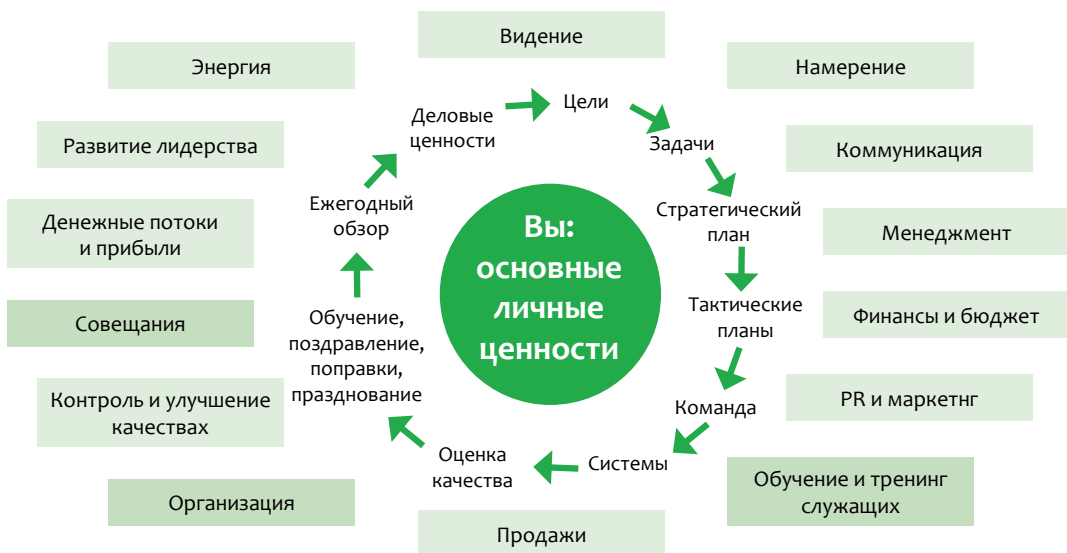 Видение
Энергия
Намерение
Цели
Деловые
ценности
Задачи
Развитие лидерства
Коммуникация
Ежегодный
обзор
Стратегический
план
Денежные потоки
и прибыли
Вы:
основные
личные
ценности
Менеджмент
Тактические
планы
Финансы и бюджет
Совещания
Обучение,
поздравление,
поправки,
празднование
Контроль и улучшение
качествах
Команда
PR и маркетнг
Оценка
качества
Системы
Обучение и тренинг
служащих
Организация
Продажи